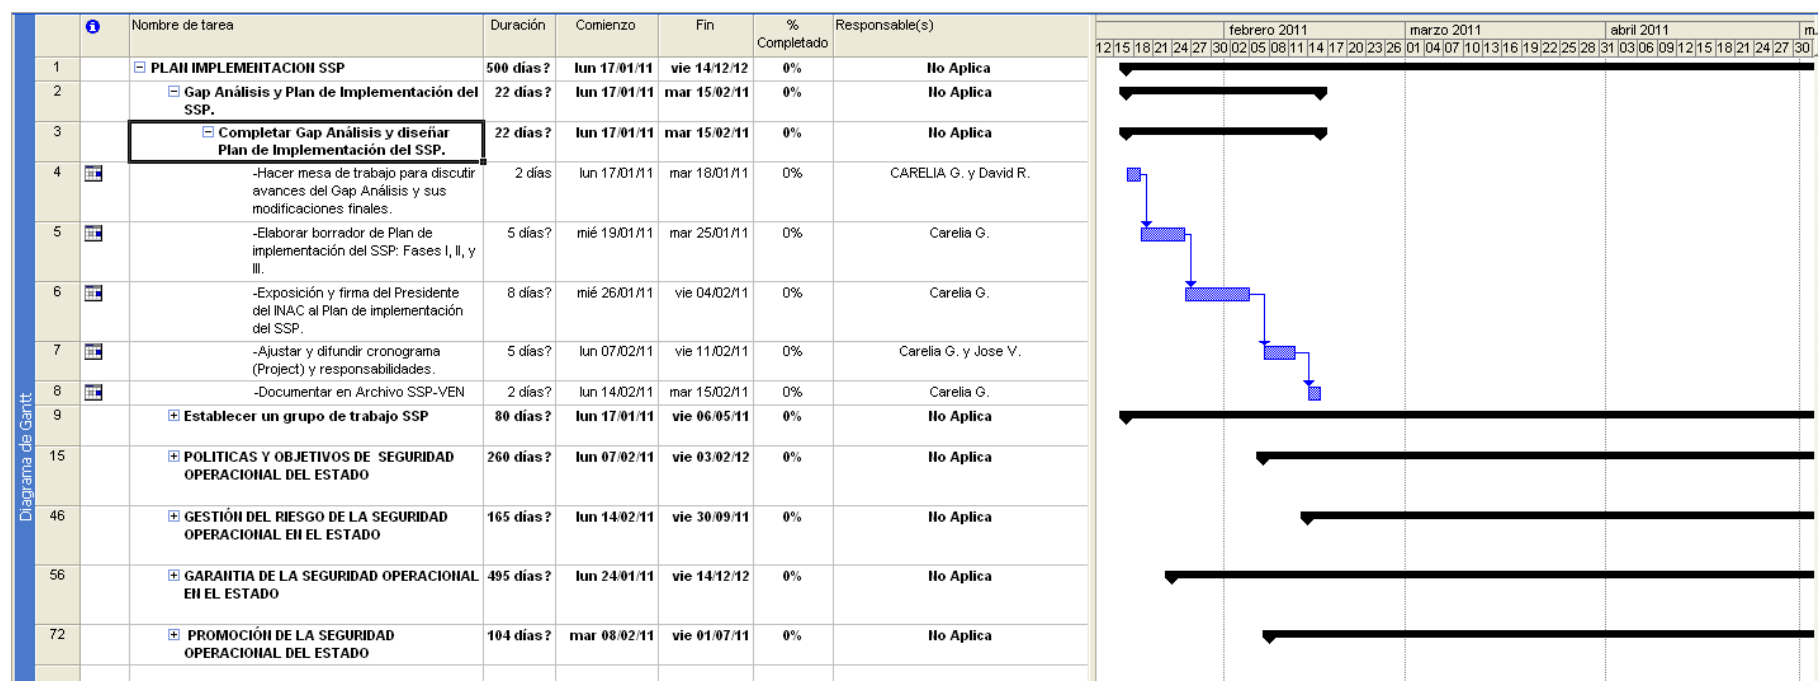 Nombre de tarea Duración Comienzo Fin % Responsable(s) febrero 2011 marzo 2011 abril 2011 m
Completado 12 15 18 21 24 27 30 02 05 08 11 14 17 20 23 26 01 04 07 10 13 16 19 22 25 28 31 03 06 09 12 15 18 21 24 27 30
1 PLAN IMPLEMENTACION SSP 500 días? lun 17/01/11 vie 14/12/12 0% No Aplica
2 Gap Análisis y Plan de Implementación del 22 días? lun 17/01/11 mar 15/02/11 0% No Aplica
SSP.
3 Completar Gap Análisis y diseñar 22 días? lun 17/01/11 mar 15/02/11 0% No Aplica
Plan de Implementación del SSP.
4 -Hacer mesa de trabajo para discutir 2 días lun 17/01/11 mar 18/01/11 0% CARELIA G. y David R.
avances del Gap Análisis y sus
modificaciones finales.
5 -Elaborar borrador de Plan de 5 días? mié 19/01/11 mar 25/01/11 0% Carelia G.
implementación del SSP: Fases I, II, y
III.
6 -Exposición y firma del Presidente 8 días? mié 26/01/11 vie 04/02/11 0% Carelia G.
del INAC al Plan de implementación
del SSP.
7 -Ajustar y difundir cronograma 5 días? lun 07/02/11 vie 11/02/11 0% Carelia G. y Jose V.
(Project) y responsabilidades.
8 -Documentar en Archivo SSP-VEN 2 días? lun 14/02/11 mar 15/02/11 0% Carelia G.
9 Establecer un grupo de trabajo SSP 80 días? lun 17/01/11 vie 06/05/11 0% No Aplica
15 POLITICAS Y OBJETIVOS DE SEGURIDAD 260 días? lun 07/02/11 vie 03/02/12 0% No Aplica
OPERACIONAL DEL ESTADO
46 GESTIÓN DEL RIESGO DE LA SEGURIDAD 165 días? lun 14/02/11 vie 30/09/11 0% No Aplica
OPERACIONAL EN EL ESTADO
56 GARANTIA DE LA SEGURIDAD OPERACIONAL 495 días? lun 24/01/11 vie 14/12/12 0% No Aplica
EN EL ESTADO
72 PROMOCIÓN DE LA SEGURIDAD 104 días? mar 08/02/11 vie 01/07/11 0% No Aplica
OPERACIONAL DEL ESTADO
Diagrama de Gantt